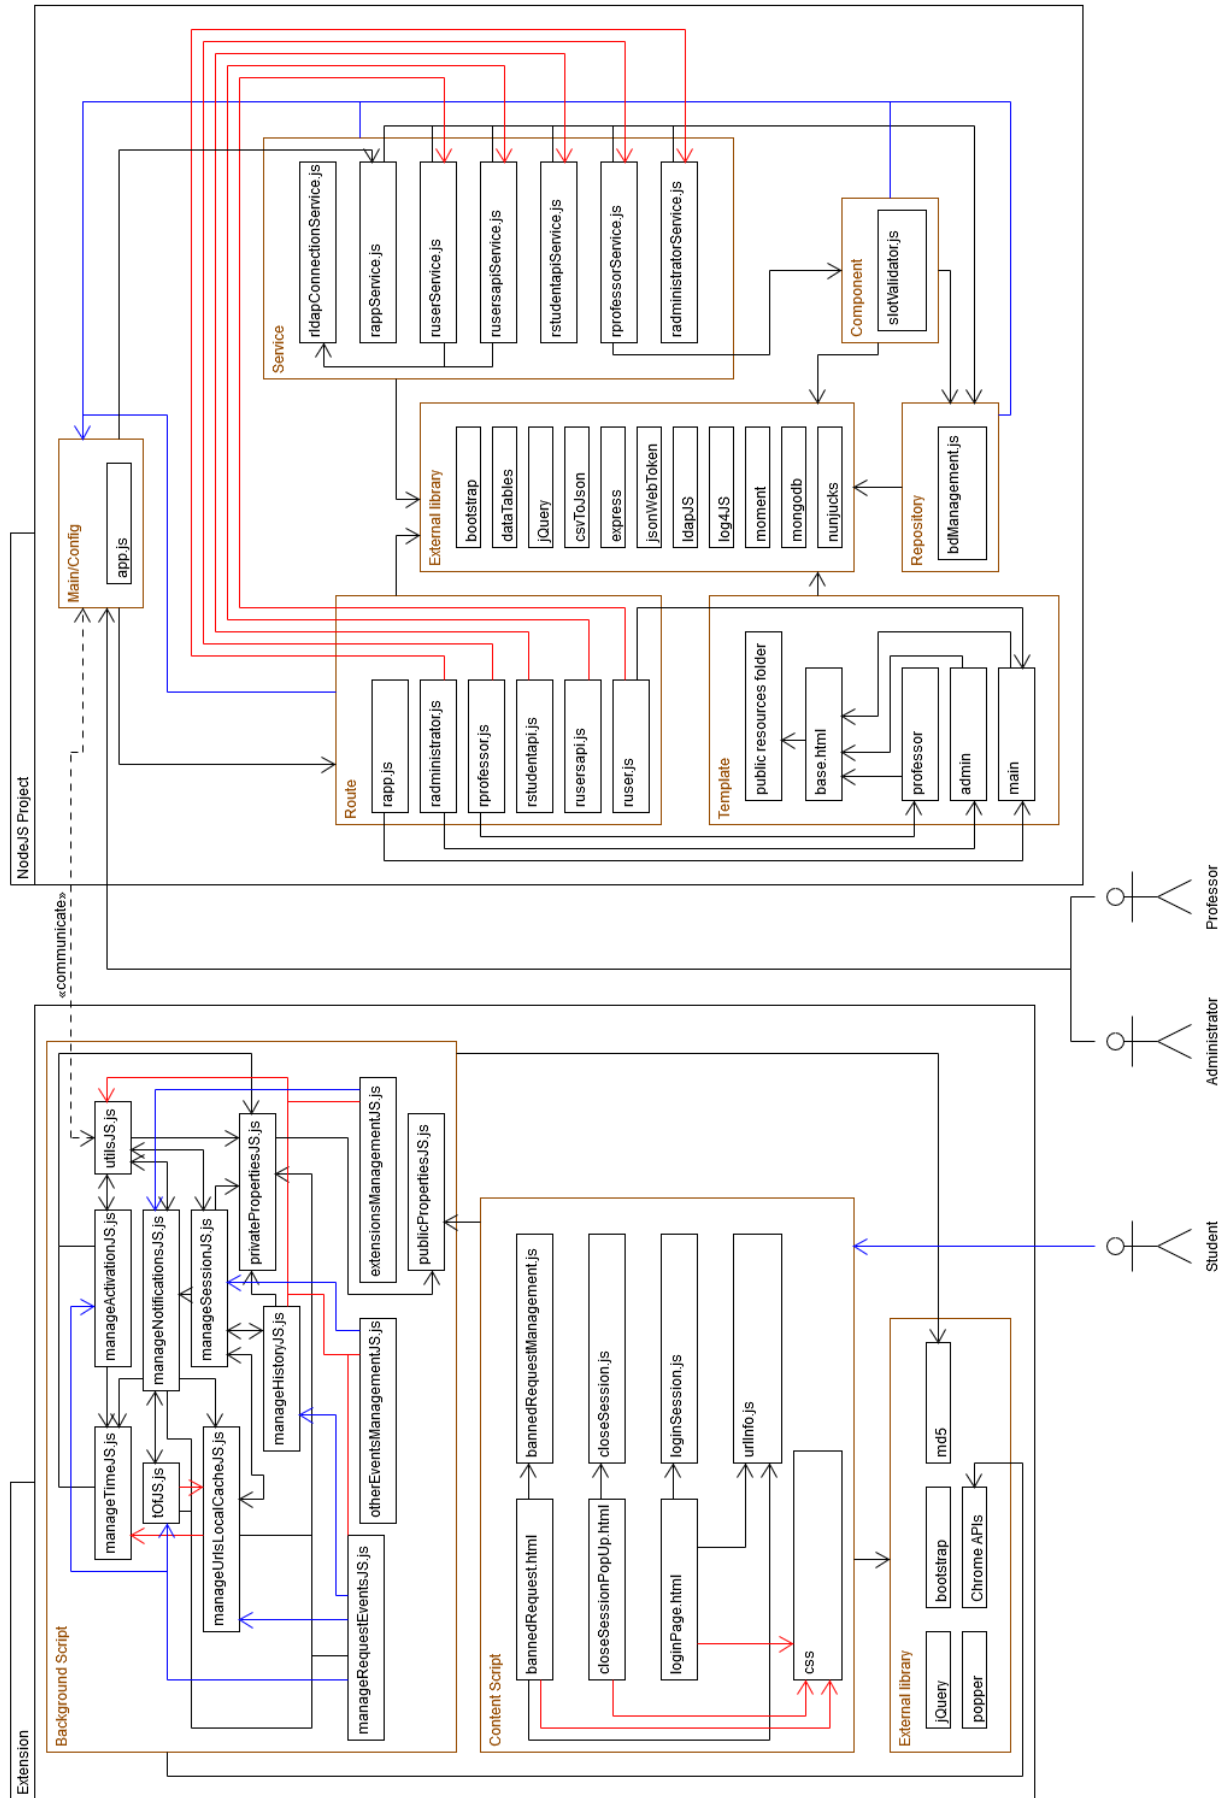 Extension
Background Script
manageTimeJS.js
manageActivationJS.js
utilsJS.js
tOfJS.js
manageNotificationsJS.js
manageUrlsLocalCacheJS.js
manageSessionJS.js
privatePropertiesJS.js
manageHistoryJS.js
manageRequestEventsJS.js
otherEventsManagementJS.js
extensionsManagementJS.js
publicPropertiesJS.js
Content Script
bannedRequest.html
bannedRequestManagement.js
closeSessionPopUp.html
closeSession.js
loginPage.html
loginSession.js
urlInfo.js
css
External library
jQuery
bootstrap
md5
popper
Chrome APIs
Student
Administrator
Professor
«communicate»
NodeJS Project
Main/Config
app.js
Route
rapp.js
radministrator.js
rprofessor.js
rstudentapi.js
rusersapi.js
ruser.js
Template
public resources folder
base.html
professor
admin
main
External library
bootstrap
dataTables
jQuery
csvToJson
express
jsonWebToken
ldapJS
log4JS
moment
mongodb
nunjucks
Repository
bdManagement.js
Service
rldapConnectionService.js
rappService.js
ruserService.js
rusersapiService.js
rstudentapiService.js
rprofessorService.js
radministratorService.js
Component
slotValidator.js